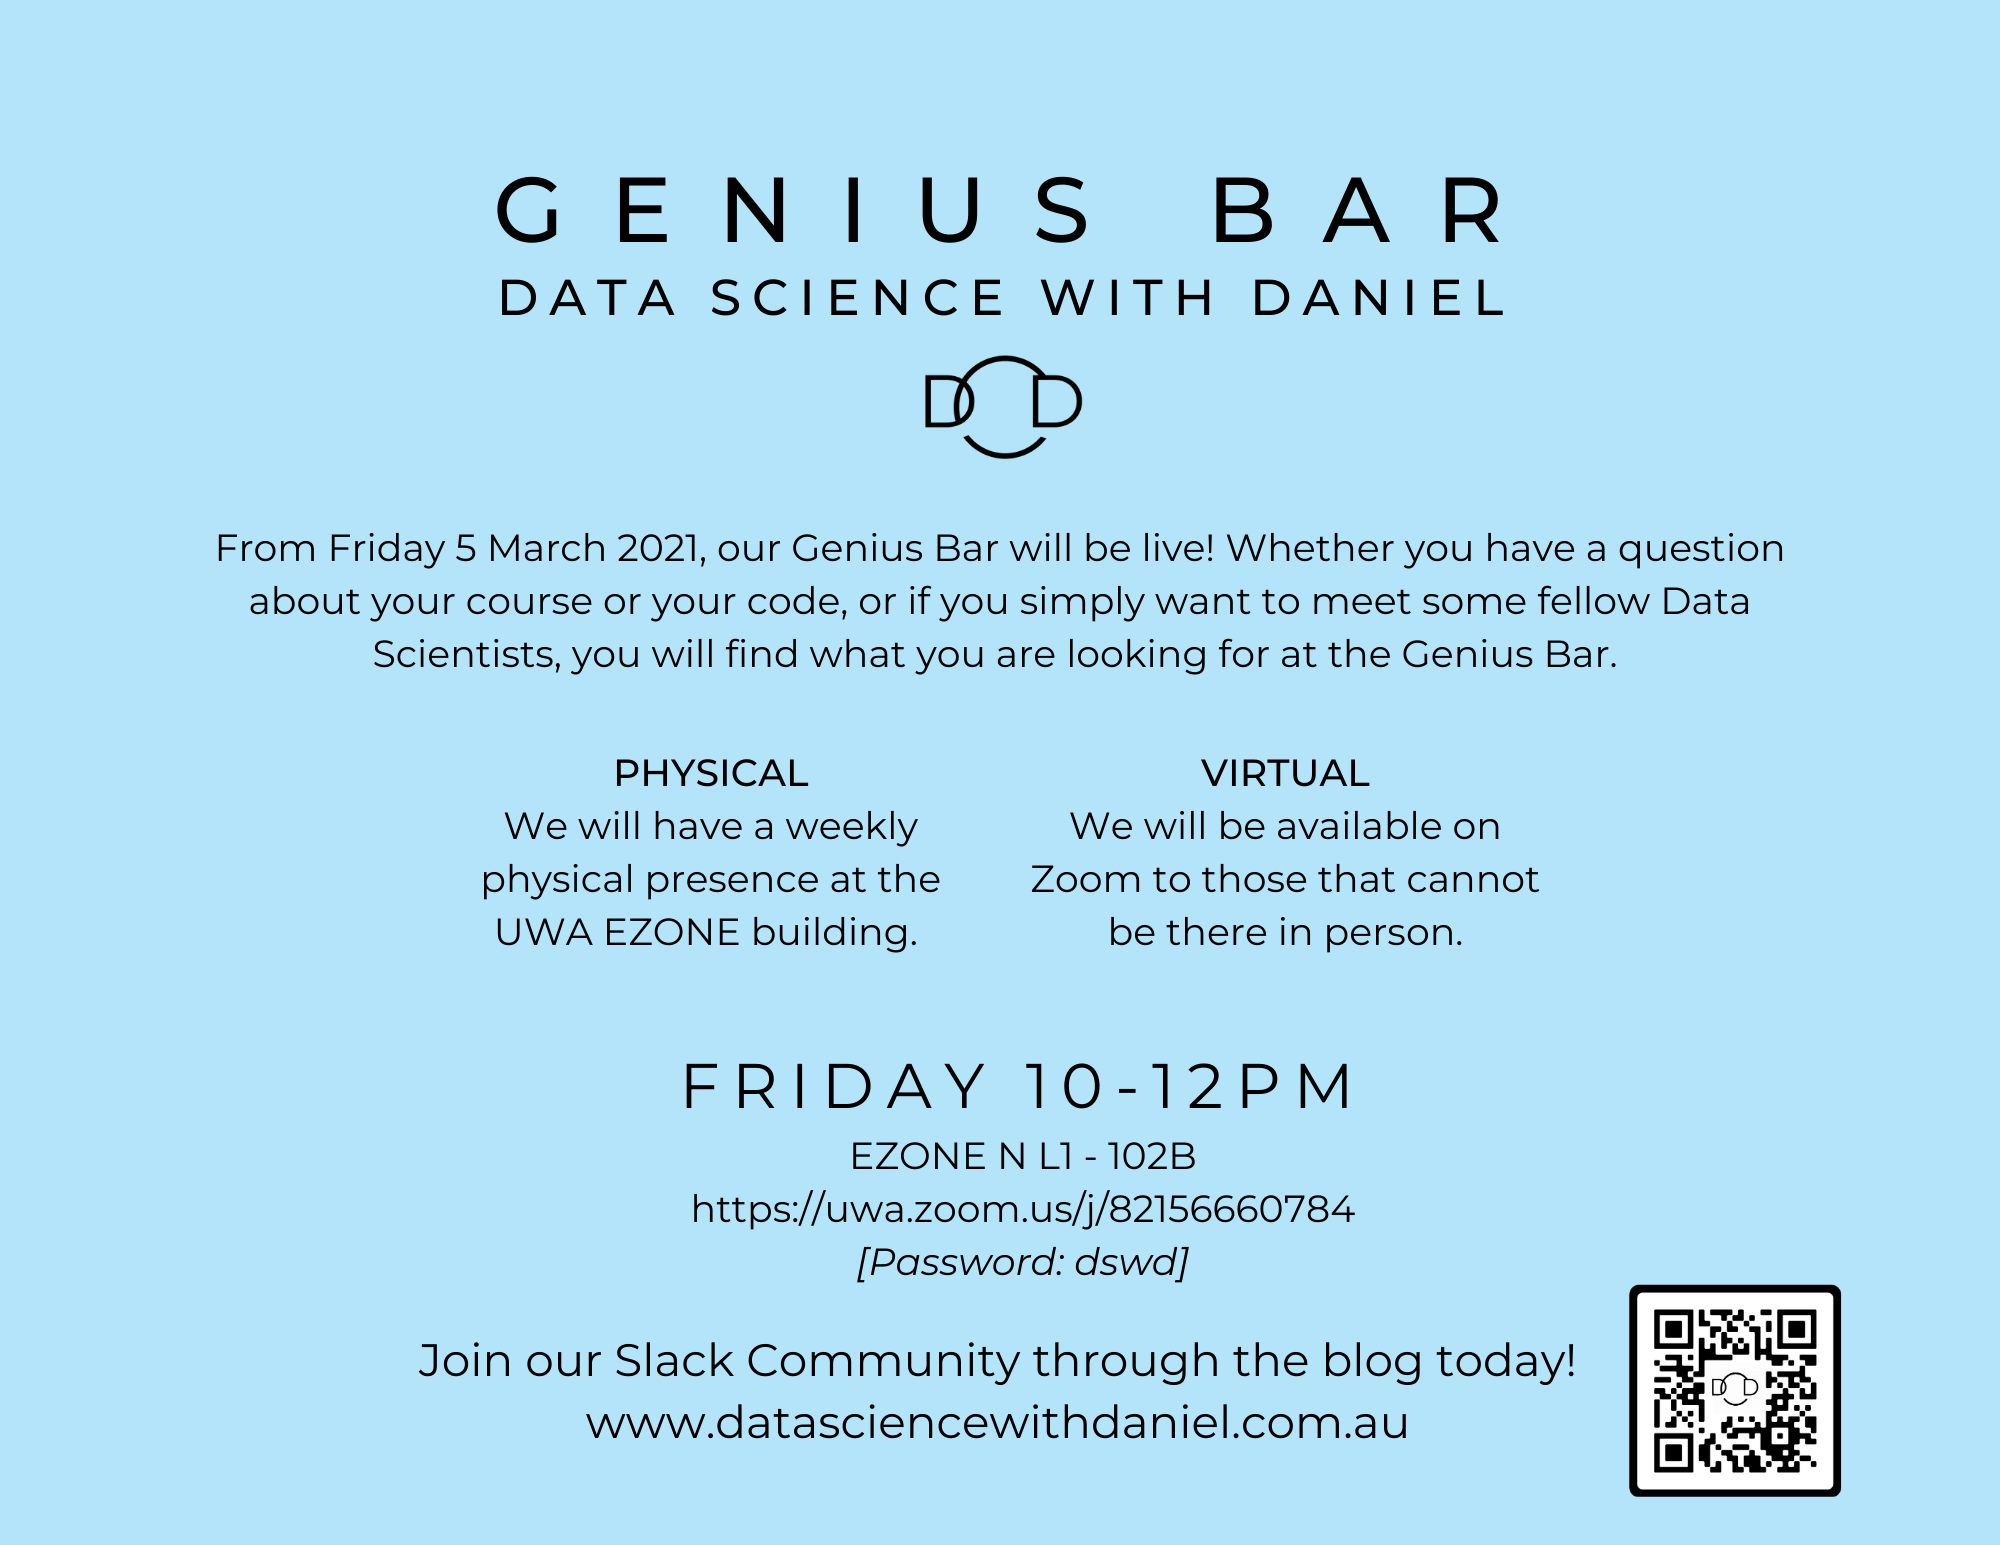 GENIUS BAR
DATA SCIENCE WITH DANIEL
D D
From Friday 5 March 2021, our Genius Bar will be live! Whether you have a question
about your course or your code, or if you simply want to meet some fellow Data
Scientists, you will find what you are looking for at the Genius Bar.
PHYSICAL
We will have a weekly
physical presence at the
UWA EZONE building.
VIRTUAL
We will be available on
Zoom to those that cannot
be there in person.
FRIDAY 10-12PM
EZONE N L1 - 102B
https://uwa.zoom.us/j/82156660784
[Password: dswd]
Join our Slack Community through the blog today!
www.datasciencewithdaniel.com.au
D D